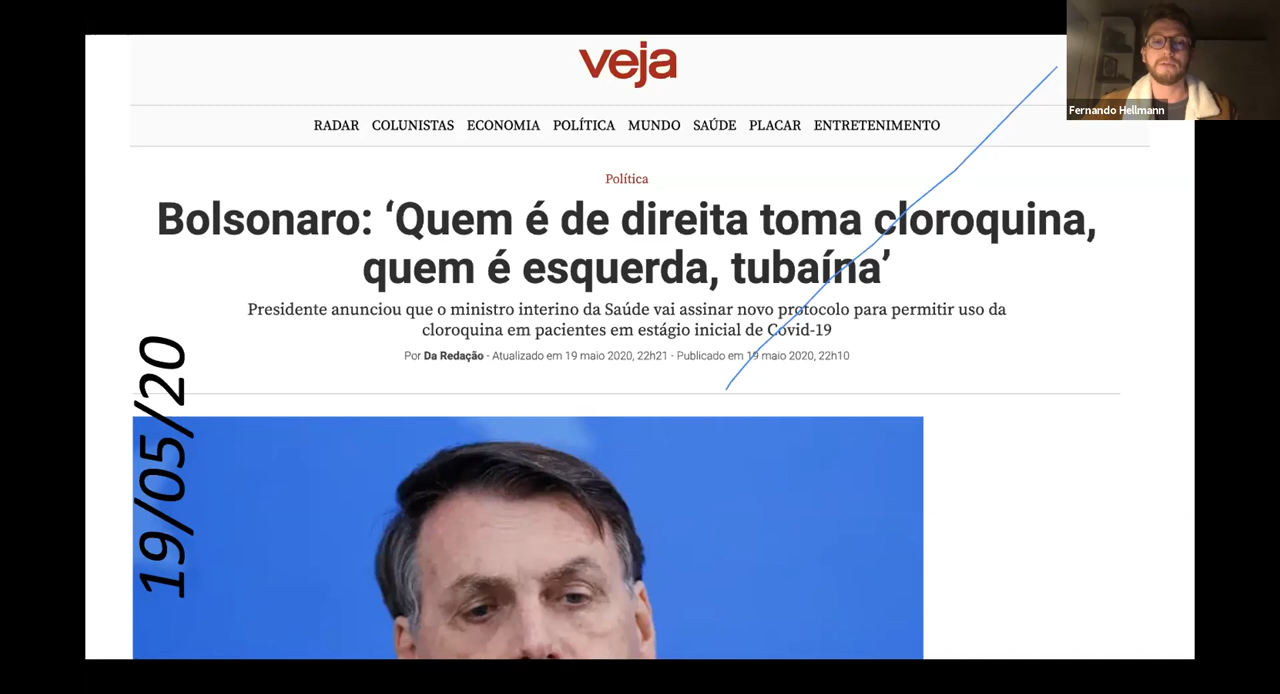 veja
Fernando Hellmann
RADAR COLUNISTAS ECONOMIA POLÍTICA MUNDO SAÚDE PLACAR ENTRETENIMENTO
Política
Bolsonaro: ‘Quem é de direita toma cloroquina,
quem é esquerda, tubaína’
Presidente anunciou que o ministro interino da Saúde vai assinar novo protocolo para permitir uso da
cloroquina em pacientes em estágio inicial de Covid-19
Por Da Redação - Atualizado em 19 maio 2020, 22h21 - Publicado em 19 maio 2020, 22h10
19/05/20